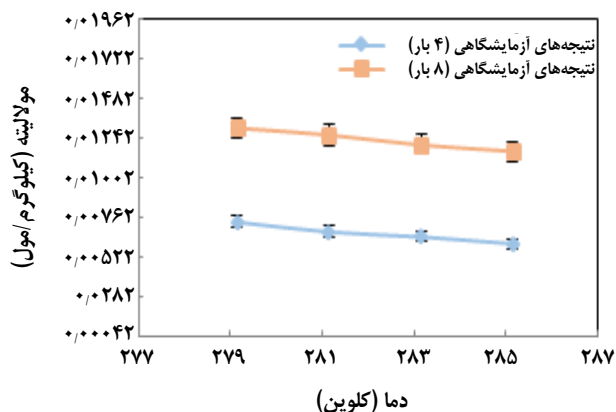 ۰٫۰۱۹۶۲
۰٫۰۱۷۲۲
۰٫۰۱۴۸۲
۰٫۰۱۲۴۲
۰٫۰۱۰۰۲
۰٫۰۰۷۶۲
۰٫۰۰۵۲۲
۰٫۰۲۸۲
۰٫۰۰۰۴۲
مولالیته (کیلوگرم/مول)
نتیجه‌های آزمایشگاهی (۴ بار)
نتیجه‌های آزمایشگاهی (۸ بار)
۲۷۷ ۲۷۹ ۲۸۱ ۲۸۳ ۲۸۵ ۲۸۷
دما (کلوین)